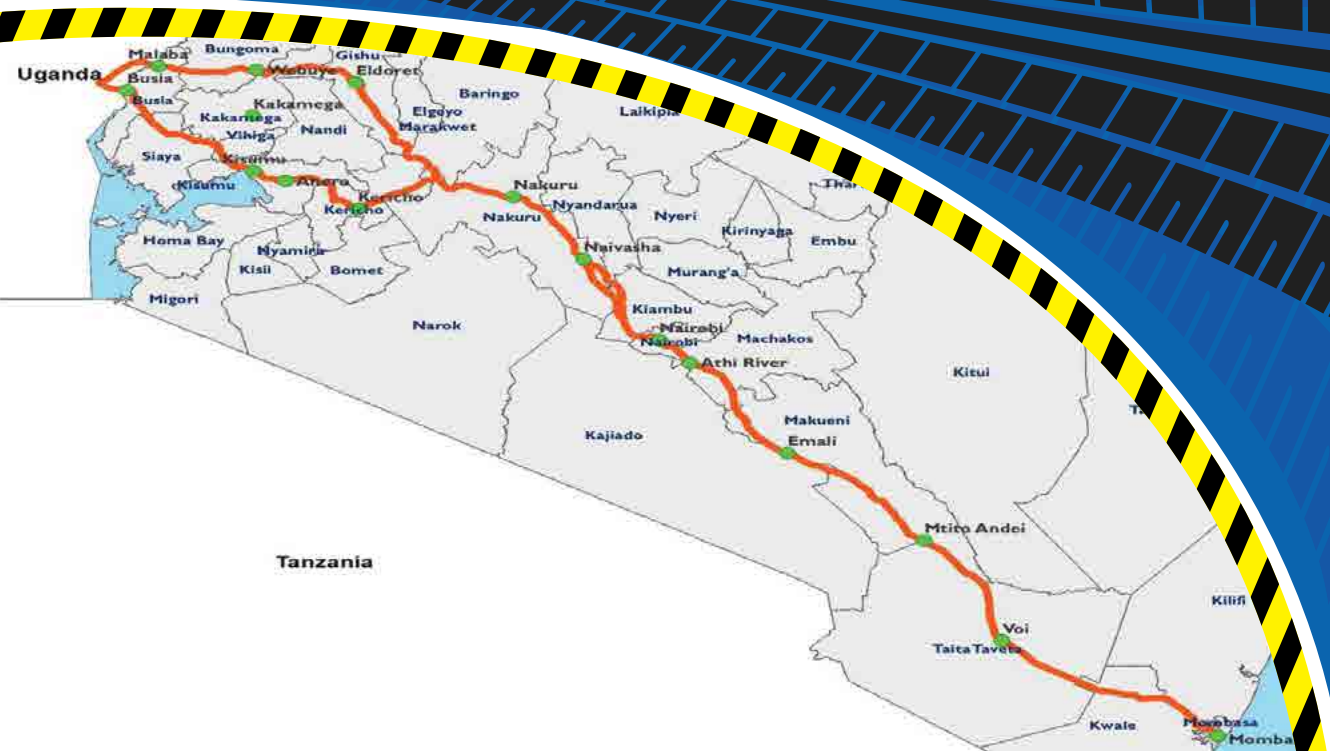 Bungoma
Malaba
Gishu
Uganda
Webuye
Eldoret
Busia
Baringo
Busia
Kakamega
Laikipia
Elgeyo
Marakwet
Kakamega
Nandi
Vihiga
Siaya
Kisumu
Ahero
Kisumu
Nakuru
Kericho
Nyandarua
Kericho
Nakuru
Nyeri
Kirinyaga
Embu
Homa Bay
Nyamira
Naivasha
Kisii
Bomet
Murang'a
Migori
Kiambu
Narok
Nairobi
Nairobi
Machakos
Athi River
Kitui
Makueni
Kajiado
Emali
Mtito Andei
Tanzania
Kilifi
Voi
Taita Taveta
Kwale
Mombasa
Momba